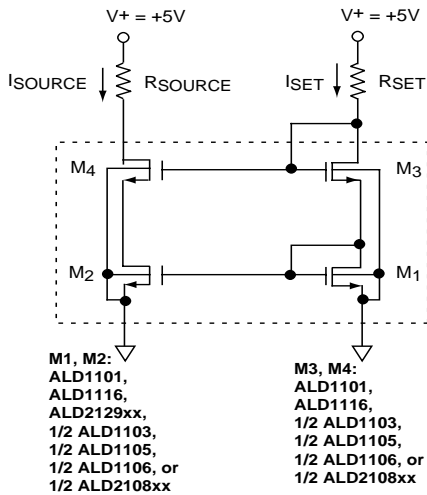 V+ = +5V
V+ = +5V
ISOURCE
RSOURCE
ISET
RSET
M4
M3
M2
M1
M1, M2:
ALD1101,
ALD1116,
ALD2129xx,
1/2 ALD1103,
1/2 ALD1105,
1/2 ALD1106, or
1/2 ALD2108xx
M3, M4:
ALD1101,
ALD1116,
1/2 ALD1103,
1/2 ALD1105,
1/2 ALD1106, or
1/2 ALD2108xx